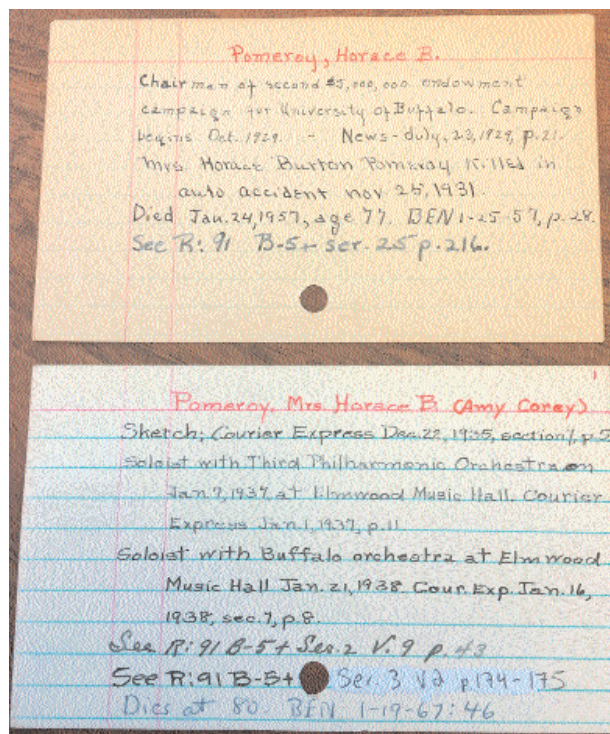 Pomeroy, Horace B.
Chairman of second $5,000,000 endowment
campaign for University of Buffalo. Campaign
begins Oct. 1929. - News - July, 23, 1929, p. 21.
Mrs. Horace Burton Pomeroy Killed in
auto accident nov 25, 1931.
Died Jan. 24, 1957, age 77. BEN 1-25-57, p. 28.
See R: 91 B-5+ ser. 25 p. 216.
Pomeroy, Mrs. Horace B. (Amy Corey)
Sketch; Courier Express Dec. 22, 1935, section 7, p. 5
Soloist with Third Philharmonic Orchestra on
Jan. 7, 1937 at Elmwood Music Hall. Courier
Express Jan. 1, 1937, p. 11
Soloist with Buffalo orchestra at Elmwood
Music Hall Jan. 21, 1938 Cour. Exp. Jan. 16,
1938, sec. 7, p. 8.
See R: 91 B-5+ Ser. 2 V. 9 p. 43
See R: 91 B-5+ Ser. 3 V2 p 174-175
Dies at 80. BEN 1-19-67: 46